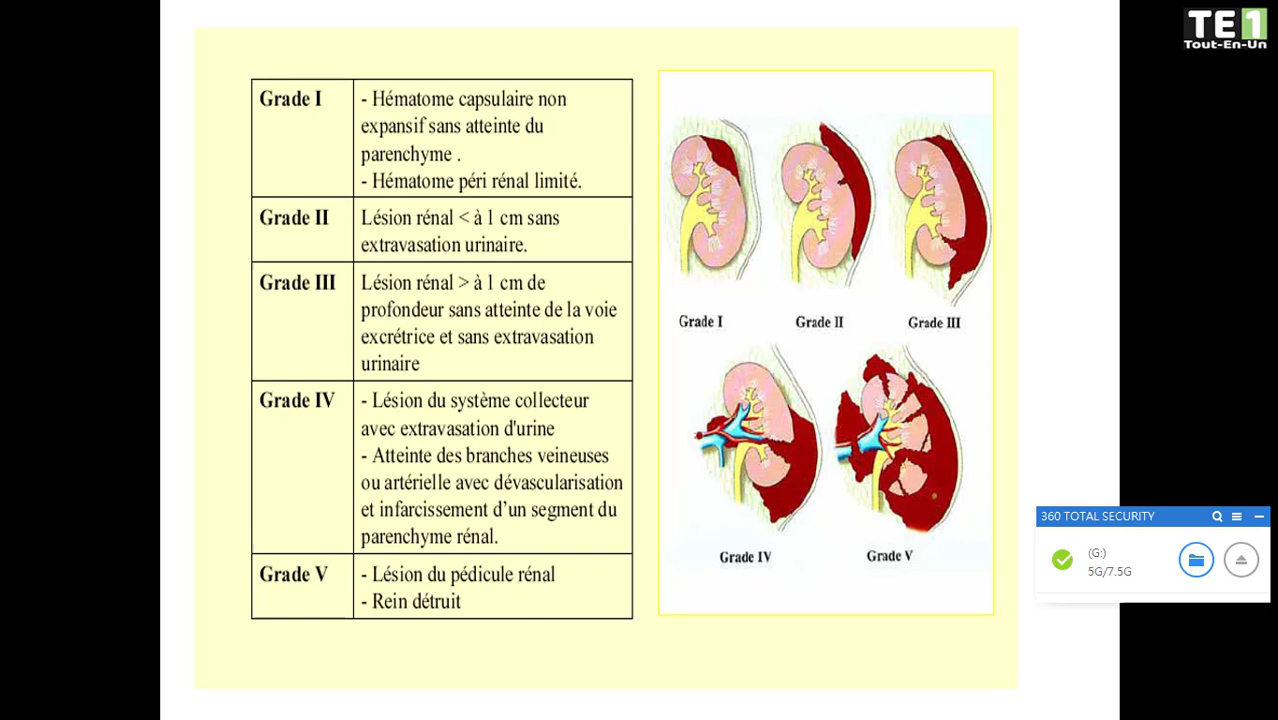 TE1
Tout-En-Un
Grade I
- Hématome capsulaire non
expansif sans atteinte du
parenchyme .
- Hématome péri rénal limité.
Grade II
Lésion rénal < à 1 cm sans
extravasation urinaire.
Grade III
Lésion rénal > à 1 cm de
profondeur sans atteinte de la voie
excrétrice et sans extravasation
urinaire
Grade IV
- Lésion du système collecteur
avec extravasation d'urine
- Atteinte des branches veineuses
ou artérielle avec dévascularisation
et infarcissement d’un segment du
parenchyme rénal.
Grade V
- Lésion du pédicule rénal
- Rein détruit
Grade I
Grade II
Grade III
Grade IV
Grade V
360 TOTAL SECURITY
(G:)
5G/7.5G